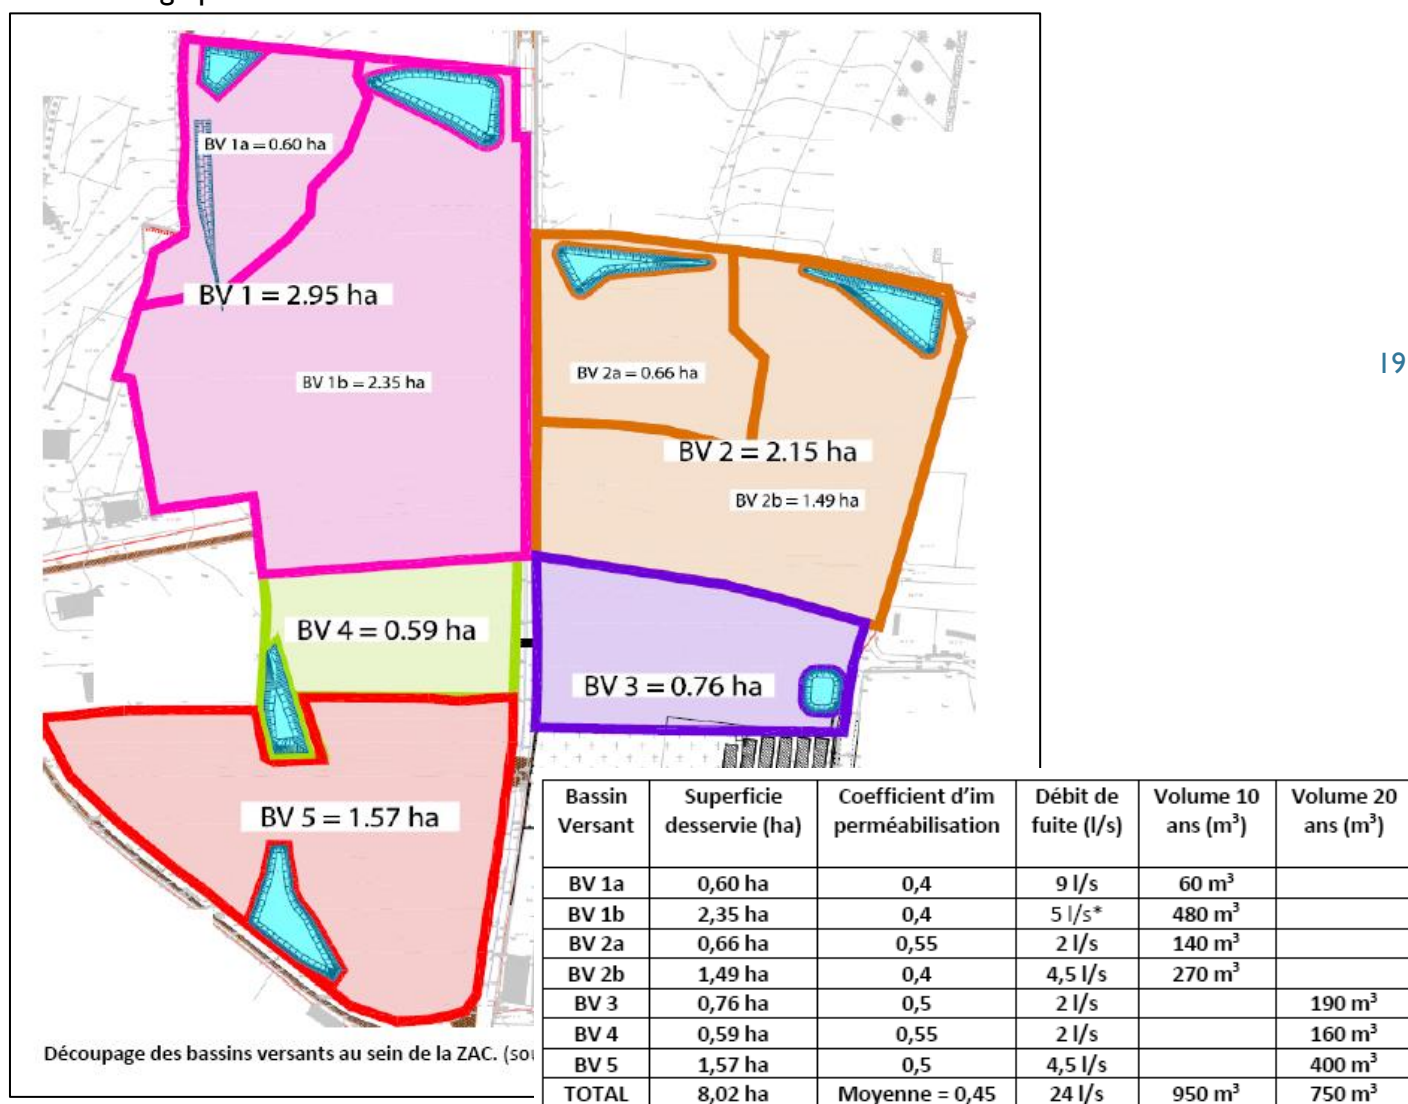 BV 1a = 0.60 ha
BV 1 = 2.95 ha
BV 1b = 2.35 ha
BV 2a = 0.66 ha
BV 2 = 2.15 ha
BV 2b = 1.49 ha
BV 4 = 0.59 ha
BV 3 = 0.76 ha
BV 5 = 1.57 ha
19
Découpage des bassins versants au sein de la ZAC.
Bassin Versant | Superficie desservie (ha) | Coefficient d'im perméabilisation | Débit de fuite (l/s) | Volume 10 ans (m³) | Volume 20 ans (m³)
BV 1a | 0,60 ha | 0,4 | 9 l/s | 60 m³
BV 1b | 2,35 ha | 0,4 | 5 l/s* | 480 m³
BV 2a | 0,66 ha | 0,55 | 2 l/s | 140 m³
BV 2b | 1,49 ha | 0,4 | 4,5 l/s | 270 m³
BV 3 | 0,76 ha | 0,5 | 2 l/s | 190 m³
BV 4 | 0,59 ha | 0,55 | 2 l/s | 160 m³
BV 5 | 1,57 ha | 0,5 | 4,5 l/s | 400 m³
TOTAL | 8,02 ha | Moyenne = 0,45 | 24 l/s | 950 m³ | 750 m³